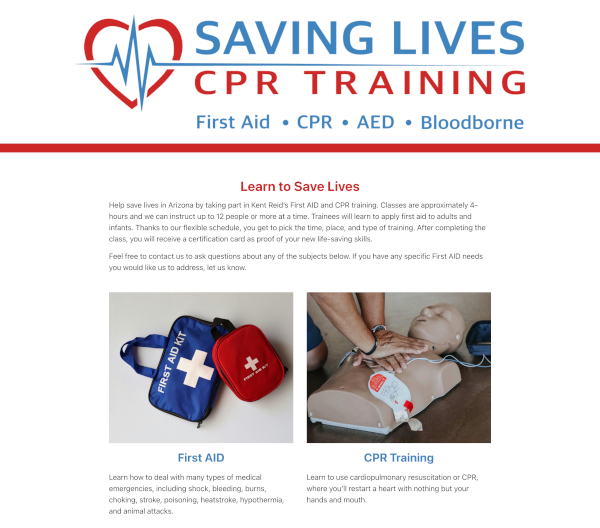 SAVING LIVES
CPR TRAINING
First Aid • CPR • AED • Bloodborne
Learn to Save Lives
Help save lives in Arizona by taking part in Kent Reid's First AID and CPR training. Classes are approximately 4-
hours and we can instruct up to 12 people or more at a time. Trainees will learn to apply first aid to adults and
infants. Thanks to our flexible schedule, you get to pick the time, place, and type of training. After completing the
class, you will receive a certification card as proof of your new life-saving skills.
Feel free to contact us to ask questions about any of the subjects below. If you have any specific First AID needs
you would like us to address, let us know.
FIRST AID KIT
FIRST AID KIT
First AID
CPR Training
Learn how to deal with many types of medical
emergencies, including shock, bleeding, burns,
choking, stroke, poisoning, heatstroke, hypothermia,
and animal attacks.
Learn to use cardiopulmonary resuscitation or CPR,
where you'll restart a heart with nothing but your
hands and mouth.